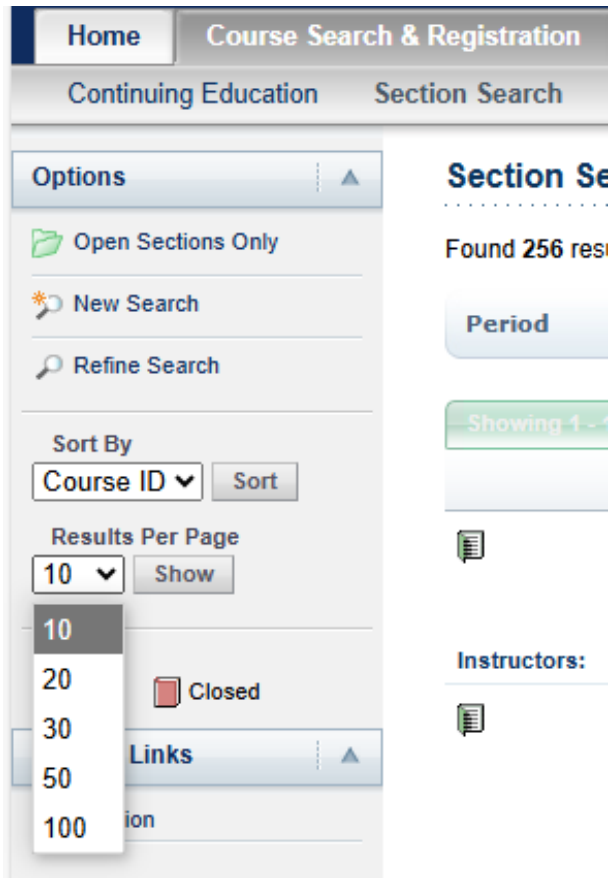 Home Course Search & Registration
Continuing Education Section Search
Options
Open Sections Only
New Search
Refine Search
Sort By
Course ID Sort
Results Per Page
10 Show
10
20
30
50
100
Closed
Links
Section
Found 256
Period
Showing 1 -
Instructors: